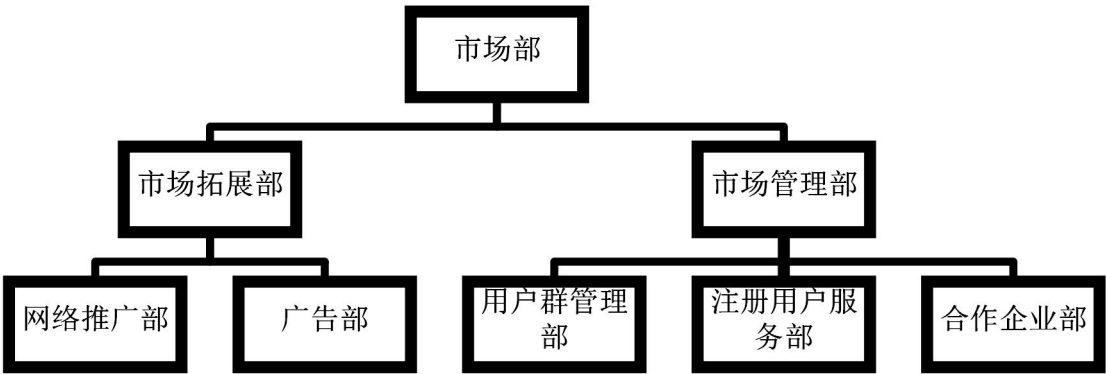 市场部
市场拓展部
市场管理部
网络推广部
广告部
用户群管理
部
注册用户服
务部
合作企业部